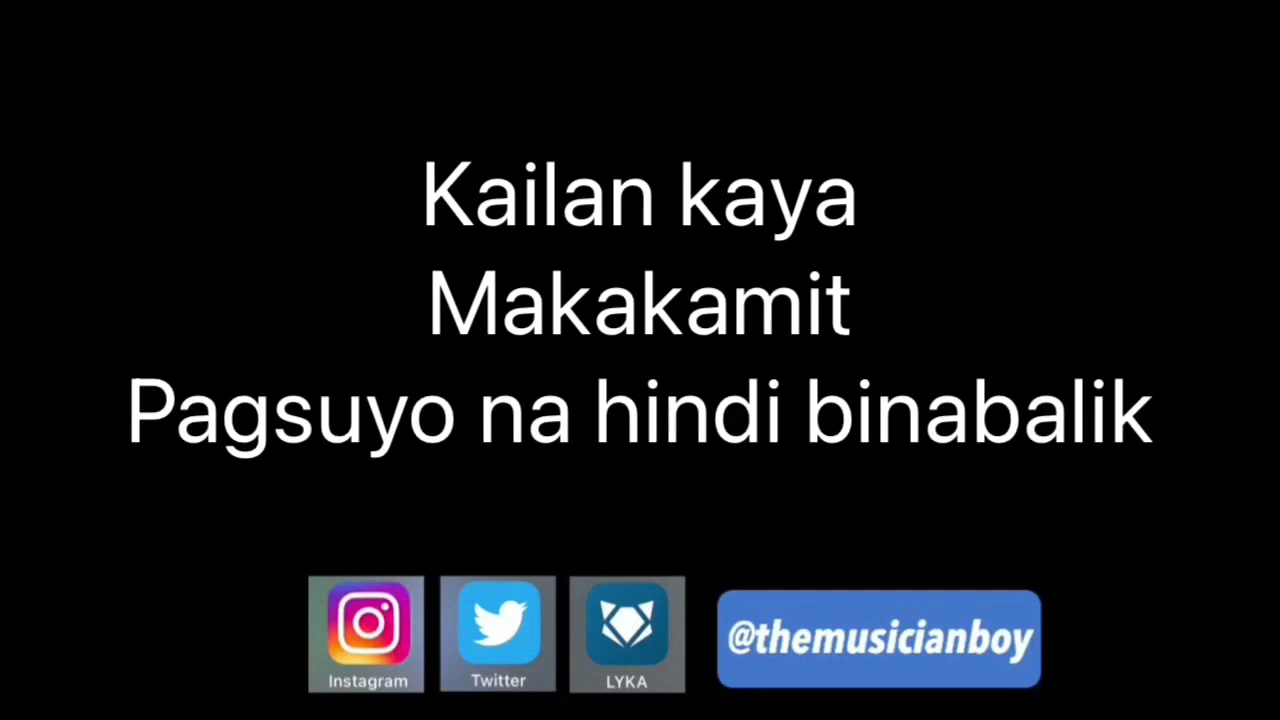 Kailan kaya
Makakamit
Pagsuyo na hindi binabalik
Instagram
Twitter
LYKA
@themusicianboy